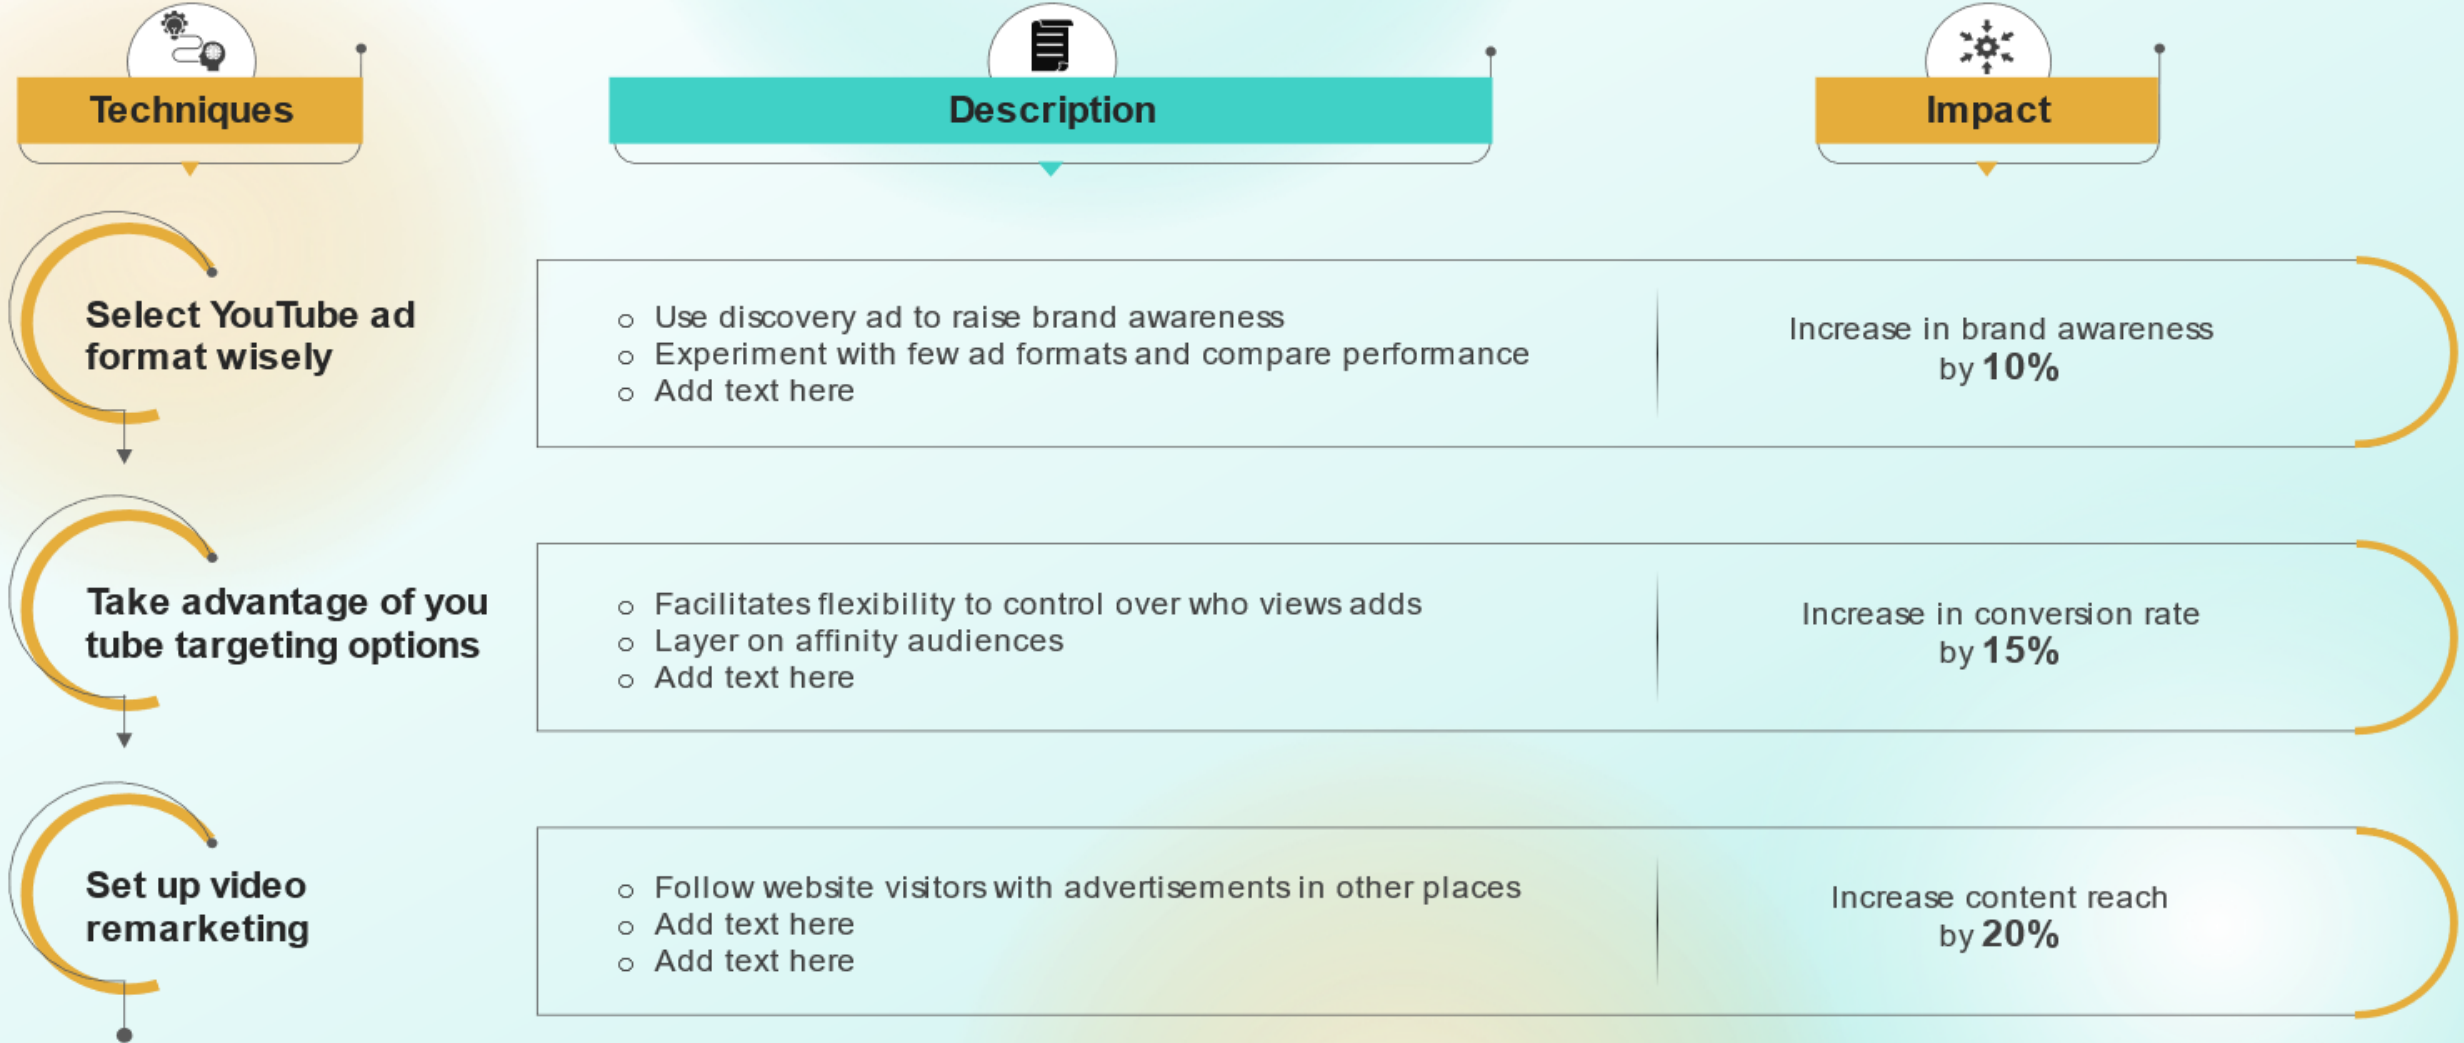 Techniques
Description
Impact
Select YouTube ad
format wisely
Use discovery ad to raise brand awareness
Experiment with few ad formats and compare performance
Add text here
Increase in brand awareness
by 10%
Take advantage of you
tube targeting options
Facilitates flexibility to control over who views adds
Layer on affinity audiences
Add text here
Increase in conversion rate
by 15%
Set up video
remarketing
Follow website visitors with advertisements in other places
Add text here
Add text here
Increase content reach
by 20%